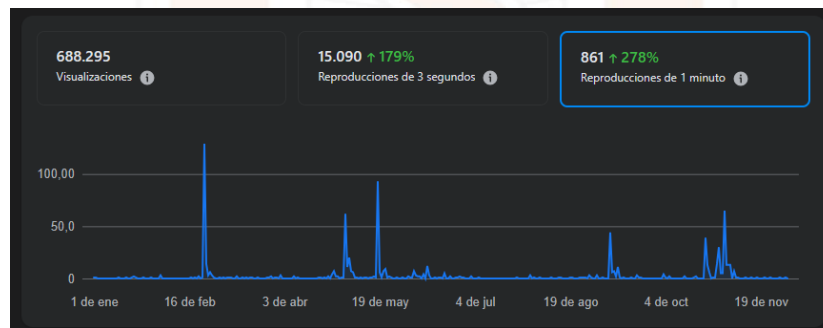 688.295
Visualizaciones
15.090 ↑ 179%
Reproducciones de 3 segundos
861 ↑ 278%
Reproducciones de 1 minuto
100,00
50,0
0
1 de ene 16 de feb 3 de abr 19 de may 4 de jul 19 de ago 4 de oct 19 de nov